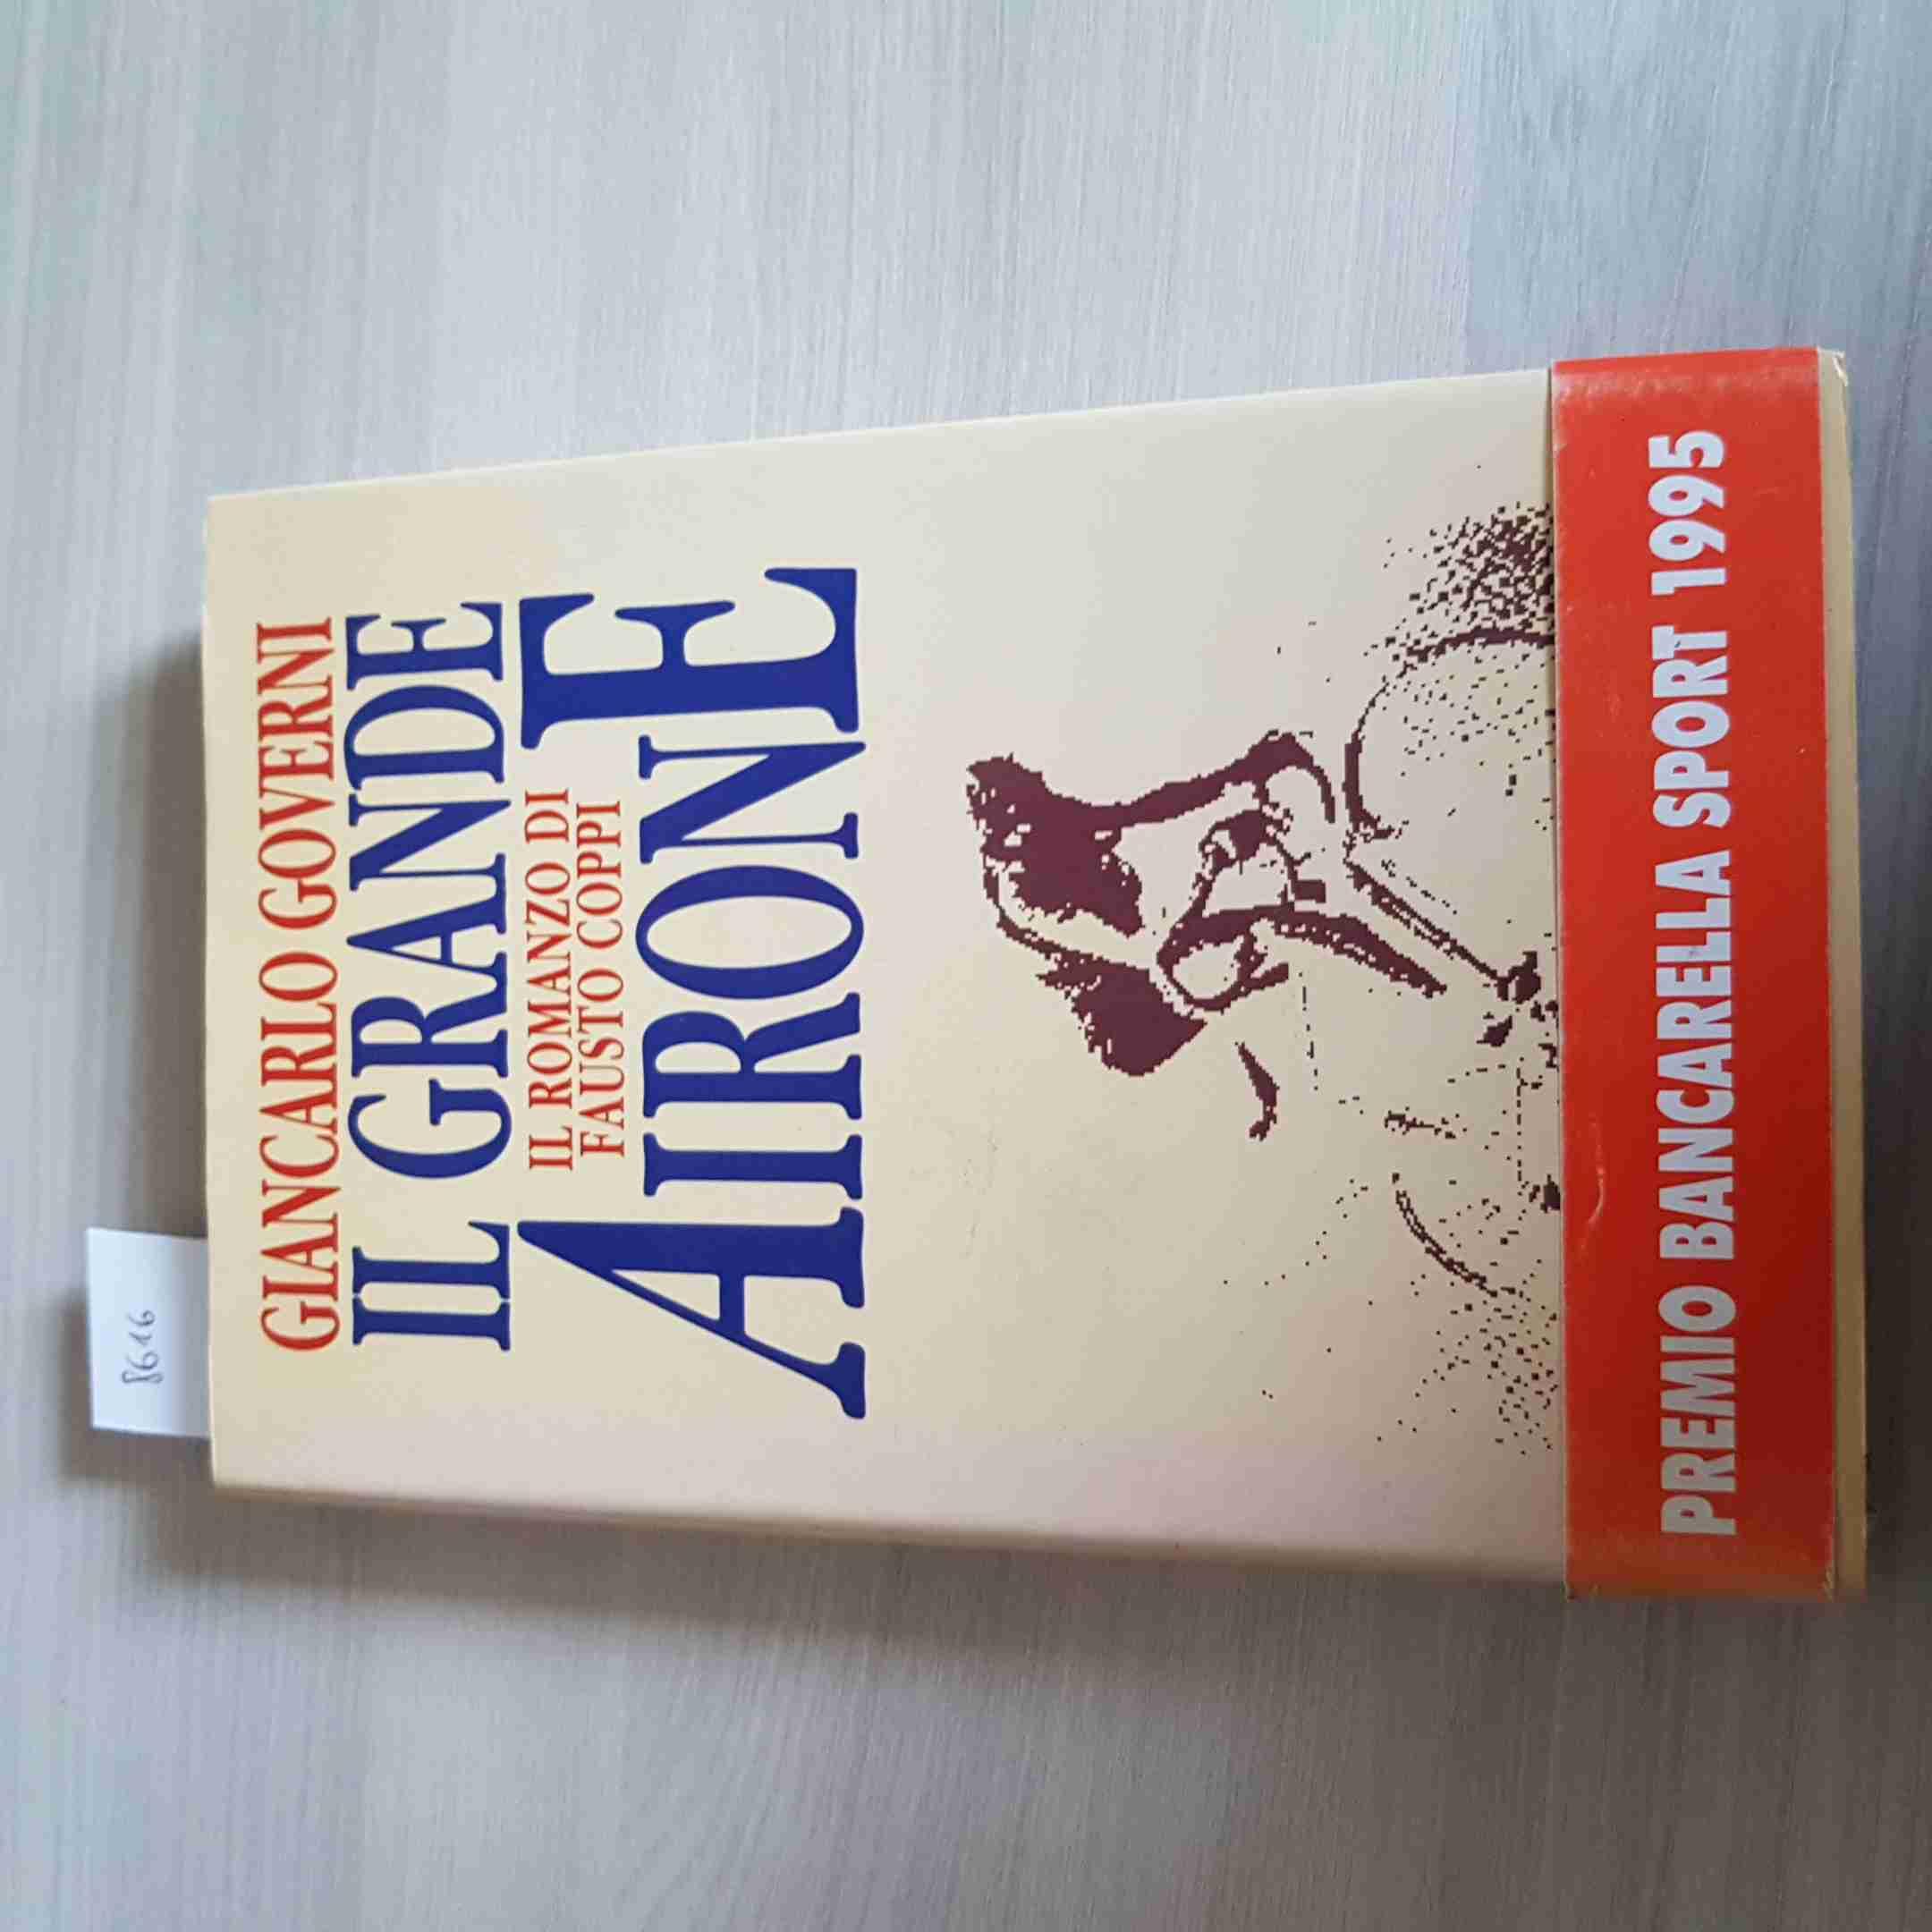 8616
GIANCARLO GOVERNI
IL GRANDE
IL ROMANZO DI
FAUSTO COPPI
AIRONE
PREMIO BANCARELLA SPORT 1995